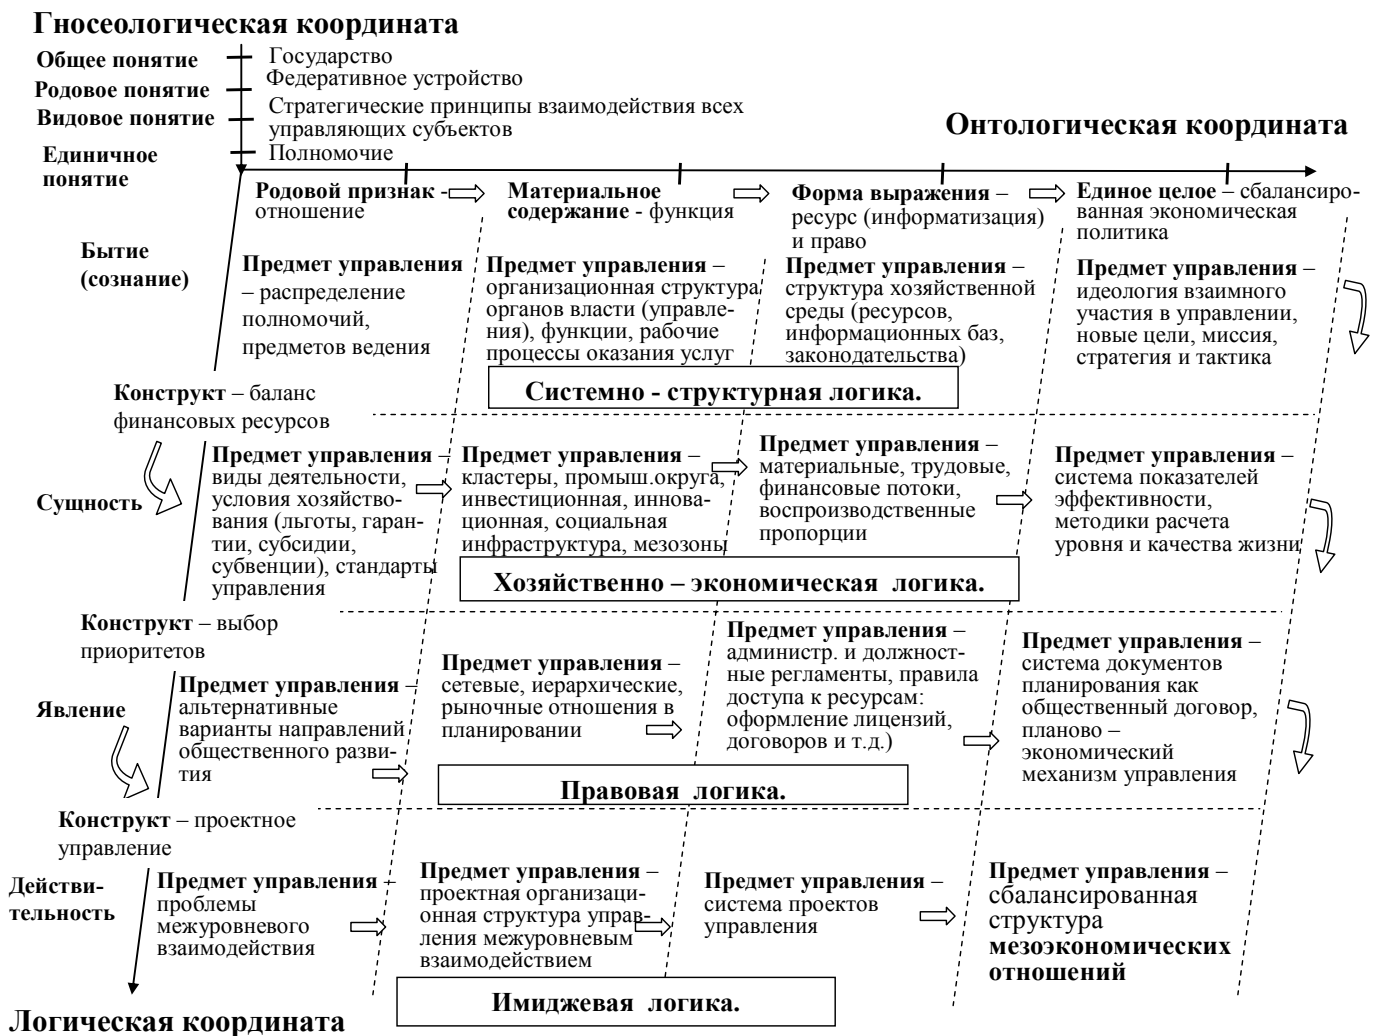 Гносеологическая координата
Общее понятие
Государство
Родовое понятие
Федеративное устройство
Видовое понятие
Стратегические принципы взаимодействия всех
управляющих субъектов
Единичное
понятие
Полномочие
Онтологическая координата
Родовой признак -
отношение
Материальное
содержание - функция
Форма выражения –
ресурс (информатизация)
и право
Единое целое – сбалансиро-
ванная экономическая
политика
Бытие
(сознание)
Предмет управления
– распределение
полномочий,
предметов ведения
Предмет управления –
организационная структура
органов власти (управле-
ния), функции, рабочие
процессы оказания услуг
Предмет управления –
структура хозяйственной
среды (ресурсов,
информационных баз,
законодательства)
Предмет управления –
идеология взаимного
участия в управлении,
новые цели, миссия,
стратегия и тактика
Системно - структурная логика.
Конструкт – баланс
финансовых ресурсов
Сущность
Предмет управления –
виды деятельности,
условия хозяйство-
вания (льготы, гаран-
тии, субсидии,
субвенции), стандарты
управления
Предмет управления –
кластеры, промыш.округа,
инвестиционная, иннова-
ционная, социальная
инфраструктура, мезозоны
Предмет управления –
материальные, трудовые,
финансовые потоки,
воспроизводственные
пропорции
Предмет управления –
система показателей
эффективности,
методики расчета
уровня и качества жизни
Хозяйственно – экономическая логика.
Конструкт – выбор
приоритетов
Явление
Предмет управления –
альтернативные
варианты направлений
общественного разви-
тия
Предмет управления –
сетевые, иерархические,
рыночные отношения в
планировании
Предмет управления –
администр. и должност-
ные регламенты, правила
доступа к ресурсам:
оформление лицензий,
договоров и т.д.)
Предмет управления –
система документов
планирования как
общественный договор,
планово –
экономический
механизм управления
Правовая логика.
Конструкт – проектное
управление
Действи-
тельность
Предмет управления –
проблемы
межуровневого
взаимодействия
Предмет управления –
проектная организаци-
онная структура управ-
ления межуровневым
взаимодействием
Предмет управления –
система проектов
управления
Предмет управления –
сбалансированная
структура
мезоэкономических
отношений
Имиджевая логика.
Логическая координата